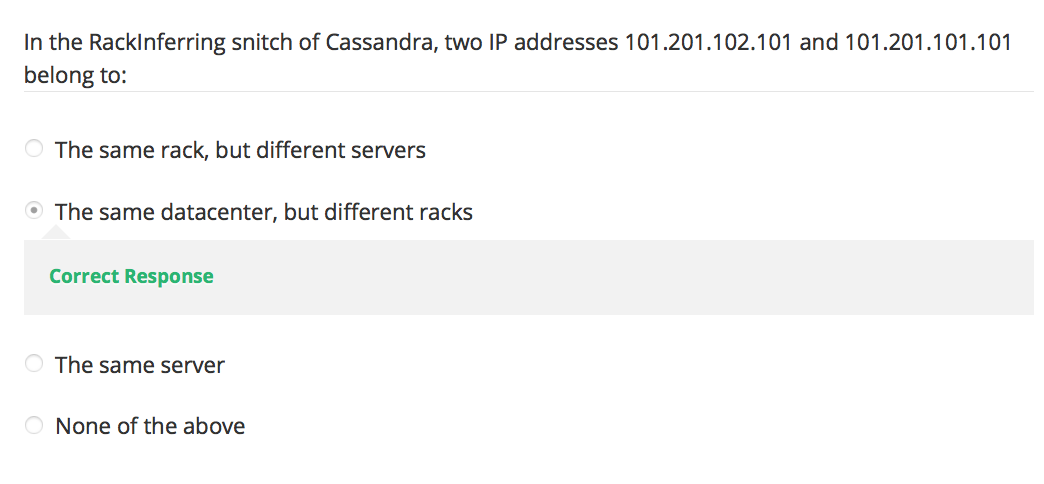 In the RackInferring snitch of Cassandra, two IP addresses 101.201.102.101 and 101.201.101.101
belong to:
The same rack, but different servers
The same datacenter, but different racks
Correct Response
The same server
None of the above